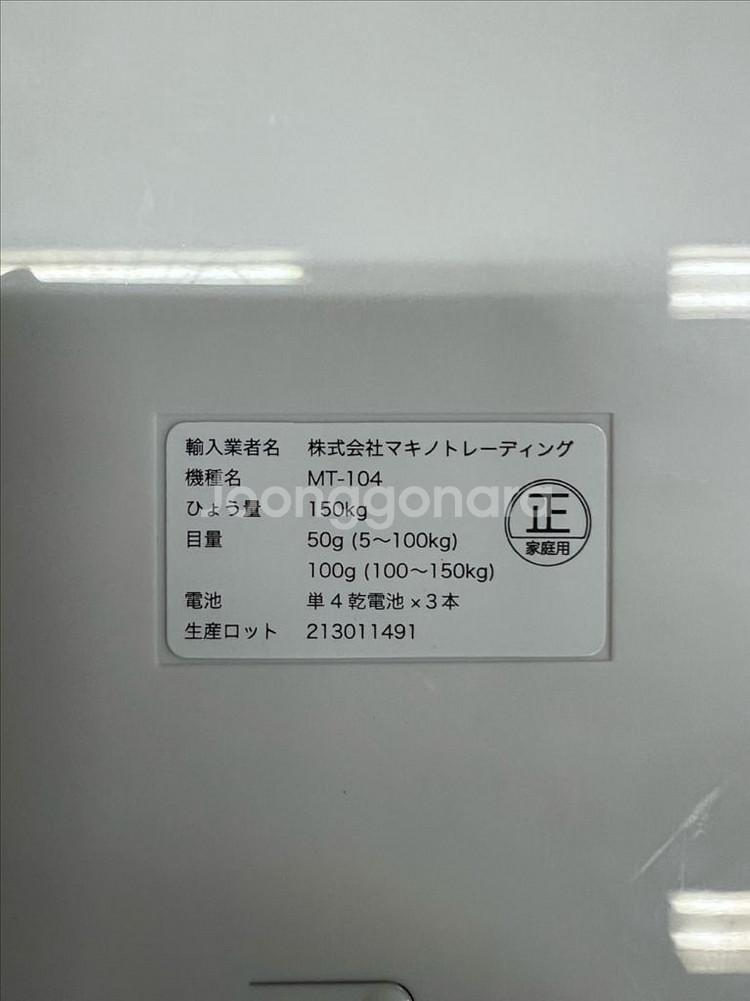 輸入業者名 株式会社マキノトレーディング
機種名 MT-104
ひょう量 150kg
目量 50g (5〜100kg)
100g (100〜150kg)
電池 単4乾電池×3本
生産ロット 213011491
正
家庭用
Joonggonara